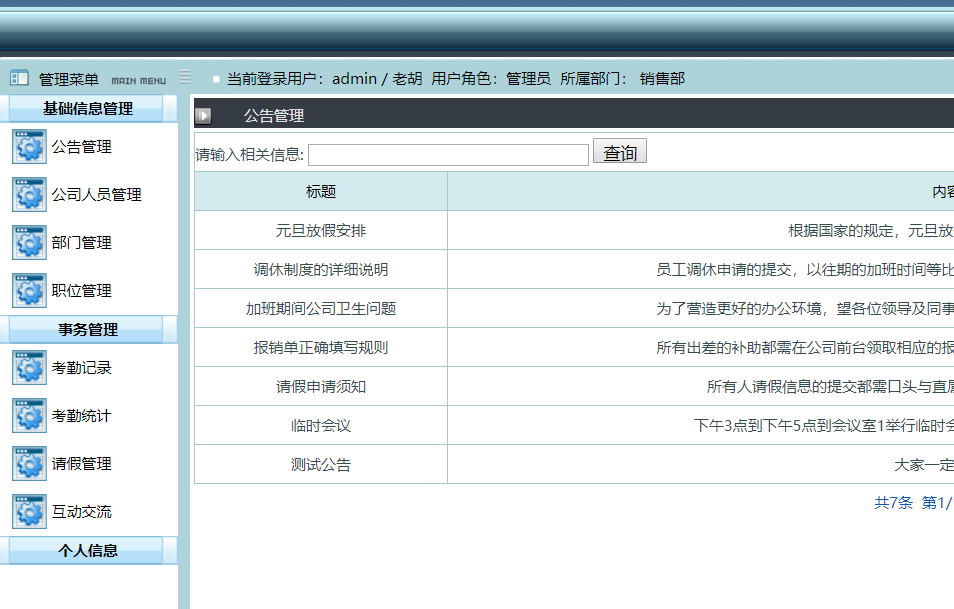 管理菜单 MAIN MENU
当前登录用户：admin / 老胡 用户角色：管理员 所属部门： 销售部
基础信息管理
公告管理
公司人员管理
部门管理
职位管理
事务管理
考勤记录
考勤统计
请假管理
互动交流
个人信息
公告管理
请输入相关信息: 查询
标题 内容
元旦放假安排 根据国家的规定，元旦放
调休制度的详细说明 员工调休申请的提交，以往期的加班时间等比
加班期间公司卫生问题 为了营造更好的办公环境，望各位领导及同事
报销单正确填写规则 所有出差的补助都需在公司前台领取相应的报
请假申请须知 所有人请假信息的提交都需口头与直属
临时会议 下午3点到下午5点到会议室1举行临时会
测试公告 大家一定
共7条 第1/